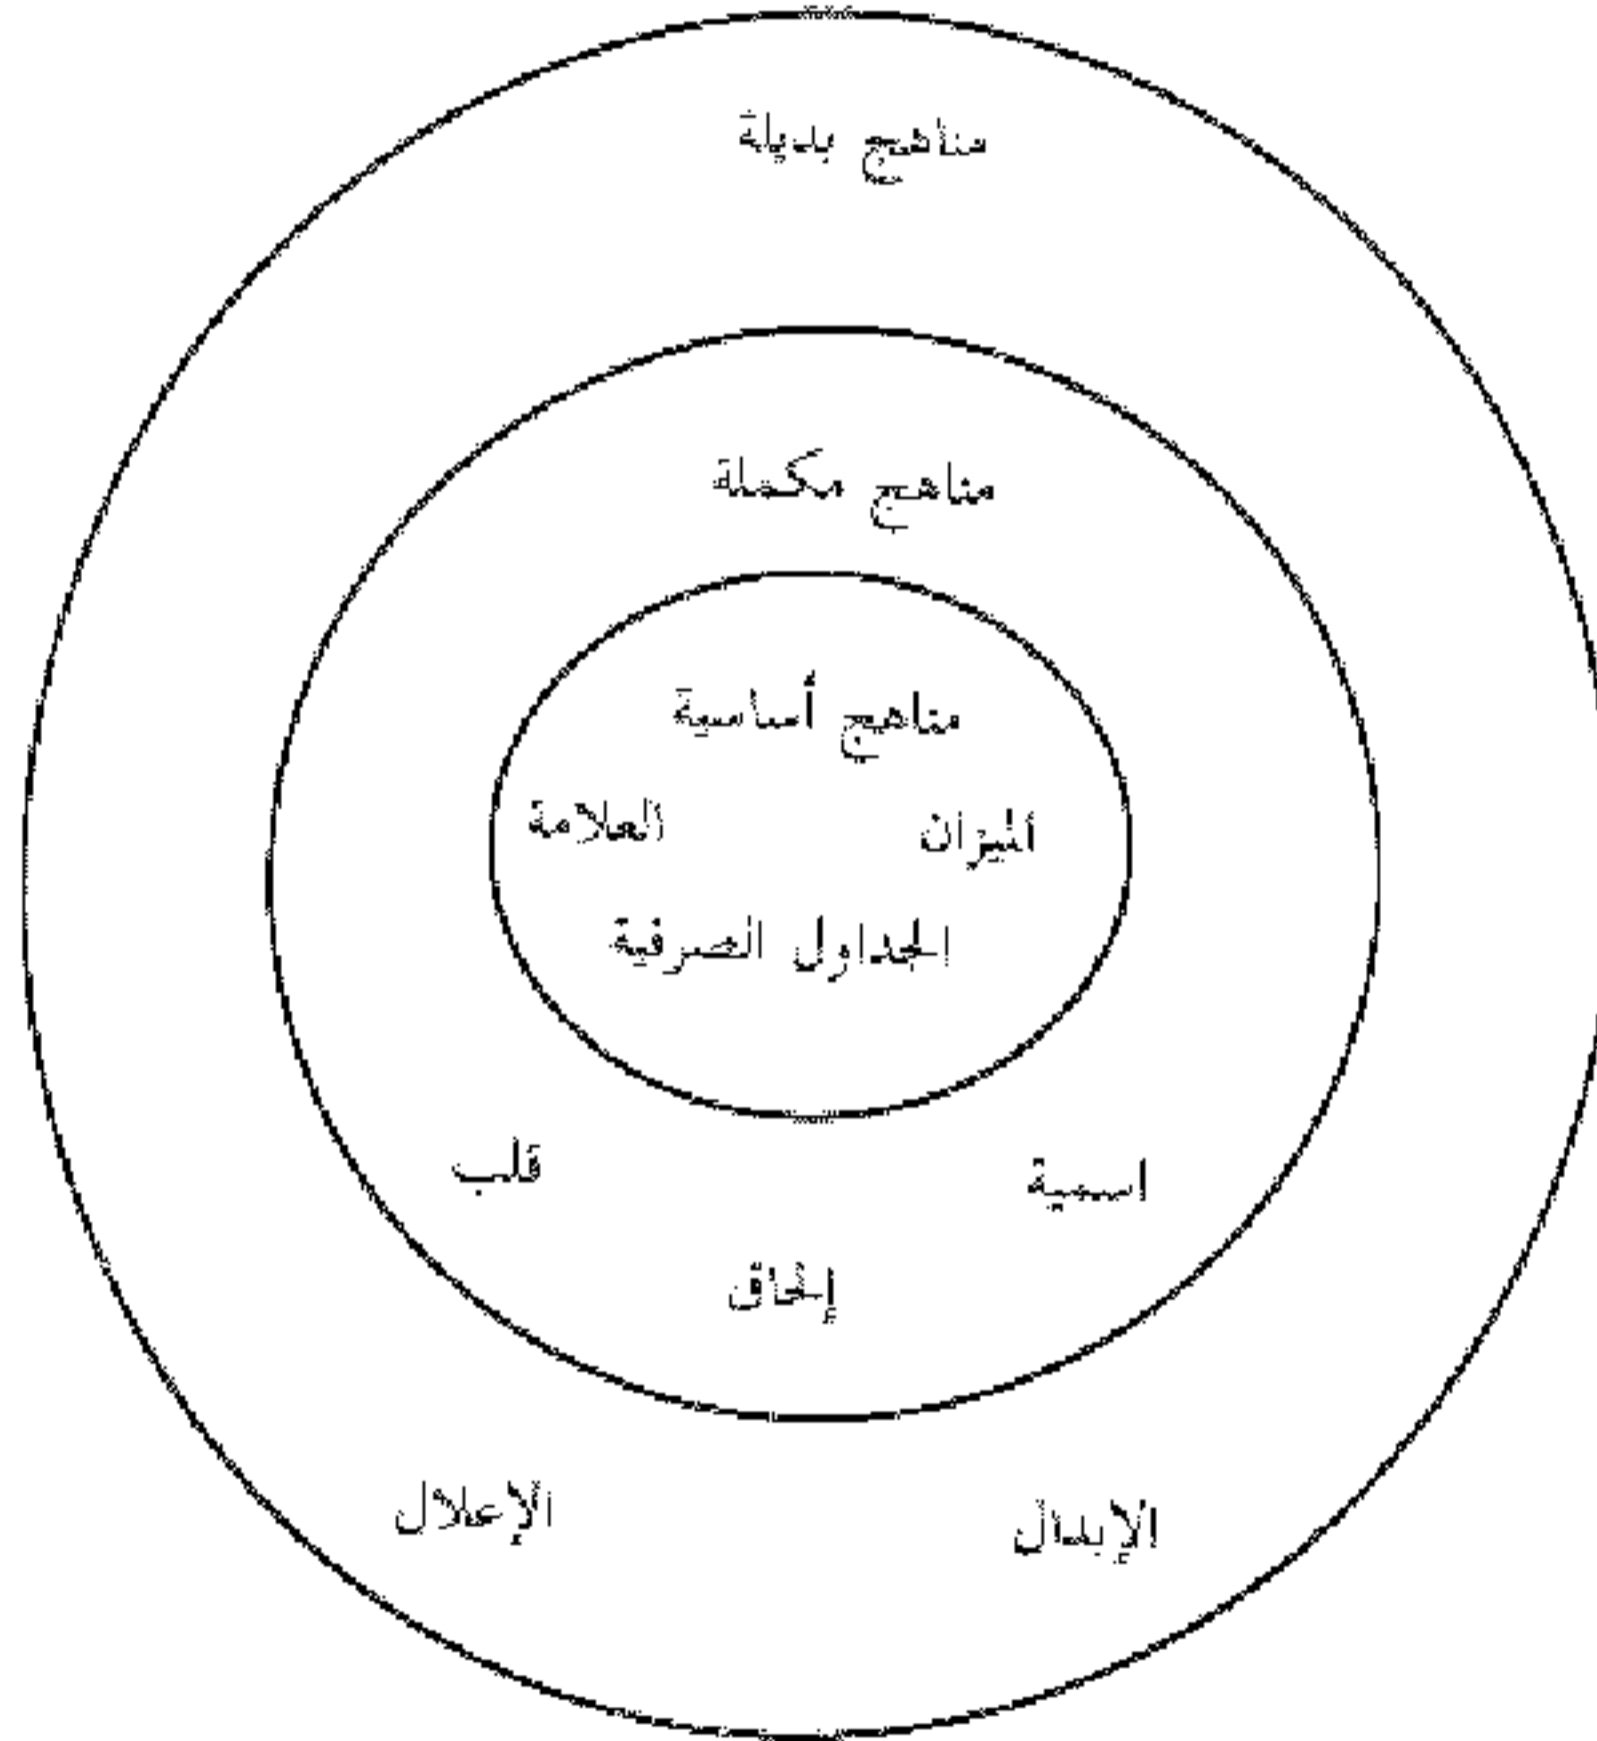 مناهج بديلة
مناهج مكملة
مناهج أساسية
الميزان العلامة
الجداول الصرفية
اسمية قلب
إلحاق
الإبدال الإعلال